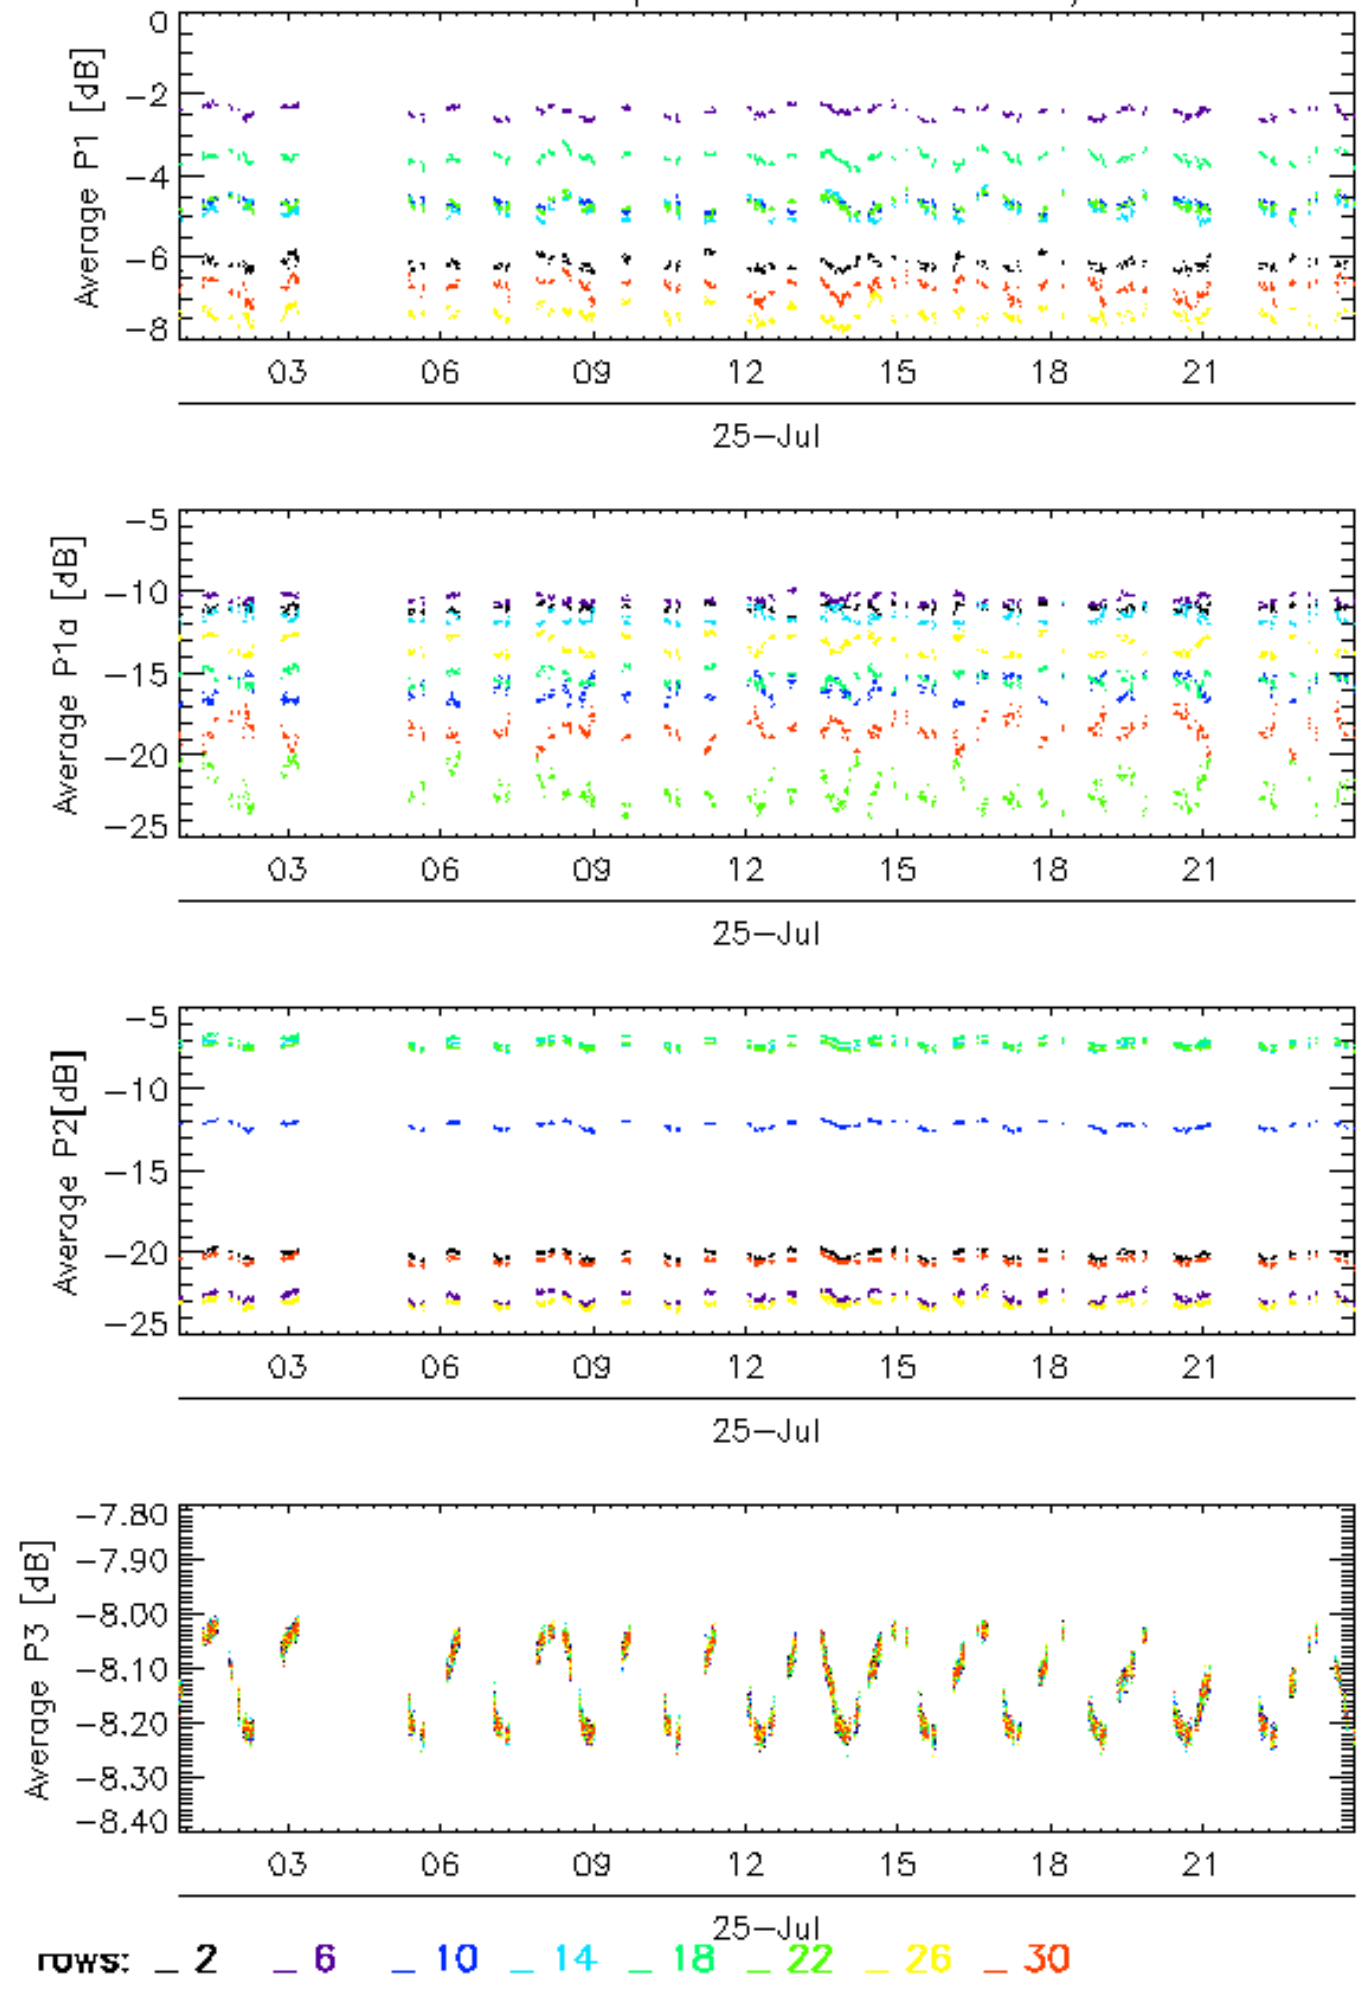 Average P1 [dB]
0
−2
−4
−6
−8
03 06 09 12 15 18 21
25−Jul
Average P1a [dB]
−5
−10
−15
−20
−25
03 06 09 12 15 18 21
25−Jul
Average P2[dB]
−5
−10
−15
−20
−25
03 06 09 12 15 18 21
25−Jul
Average P3 [dB]
−7.80
−7.90
−8.00
−8.10
−8.20
−8.30
−8.40
03 06 09 12 15 18 21
25−Jul
rows: _ 2 _ 6 _ 10 _ 14 _ 18 _ 22 _ 26 _ 30